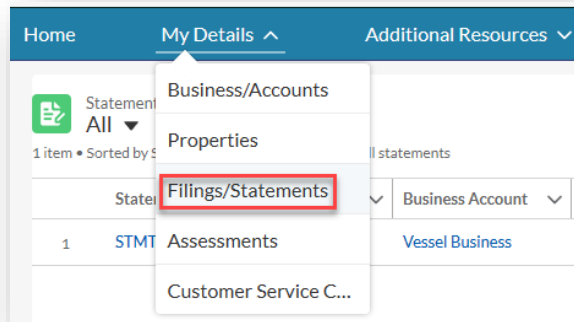 Home My Details Additional Resources
Statement
All
Business/Accounts
Properties
1 item • Sorted by ll statements
Filings/Statements
Business Account
1 STMT Vessel Business
Assessments
Customer Service C...